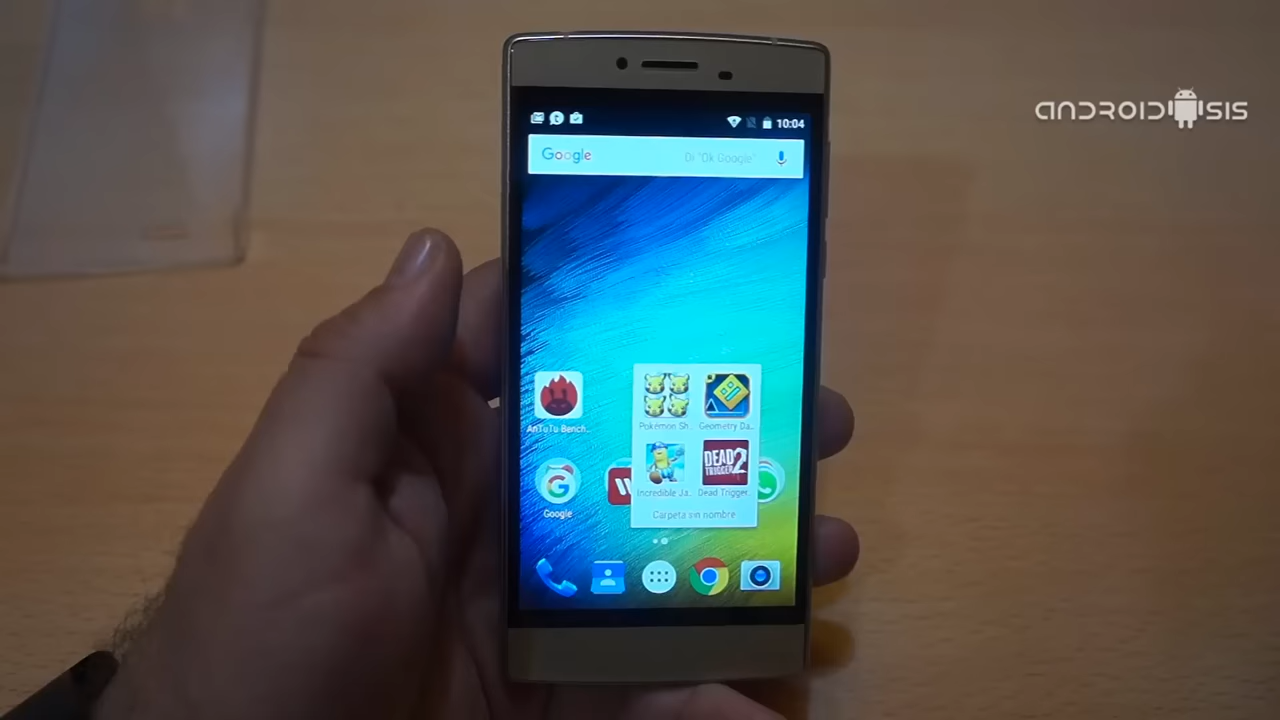 ANDROIDSIS
10:04
Google
Di "Ok Google"
AnTuTu Bench..
Pokemon Sh..
Geometry Da..
Incredible Ja..
DEAD
TRIGGER 2
Dead Trigger..
W
G
Google
Carpeta sin nombre